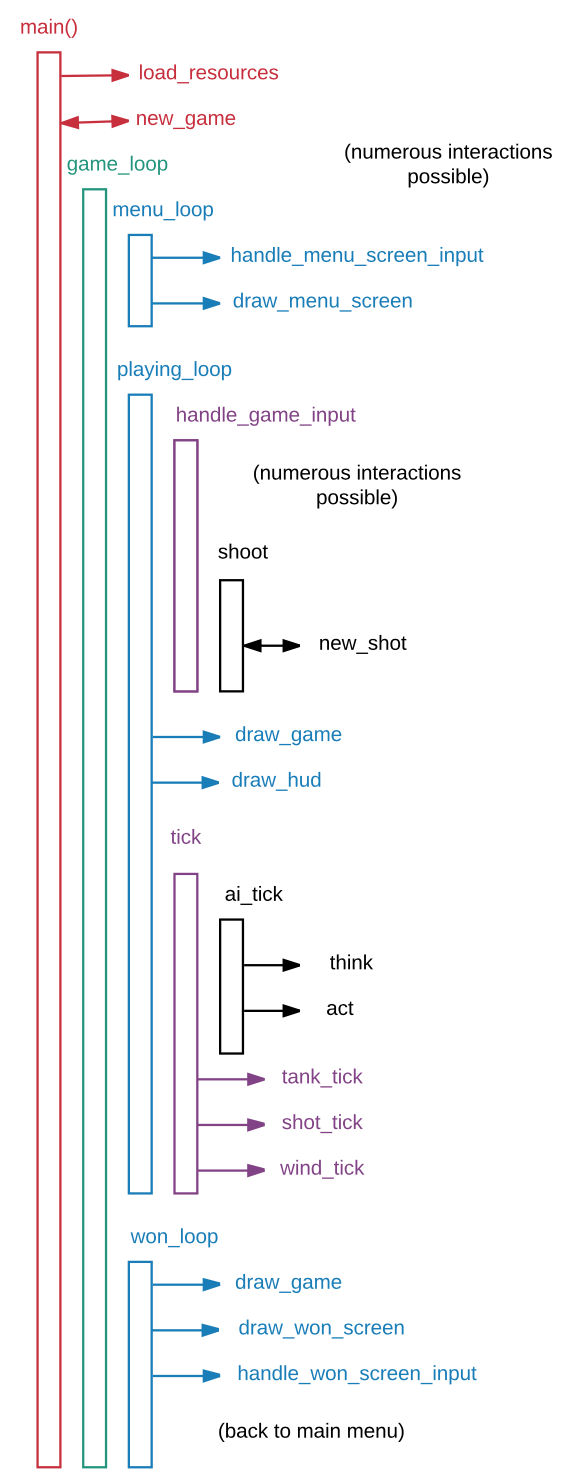 main()
load_resources
new_game
(numerous interactions
possible)
game_loop
menu_loop
handle_menu_screen_input
draw_menu_screen
playing_loop
handle_game_input
(numerous interactions
possible)
shoot
new_shot
draw_game
draw_hud
tick
ai_tick
think
act
tank_tick
shot_tick
wind_tick
won_loop
draw_game
draw_won_screen
handle_won_screen_input
(back to main menu)